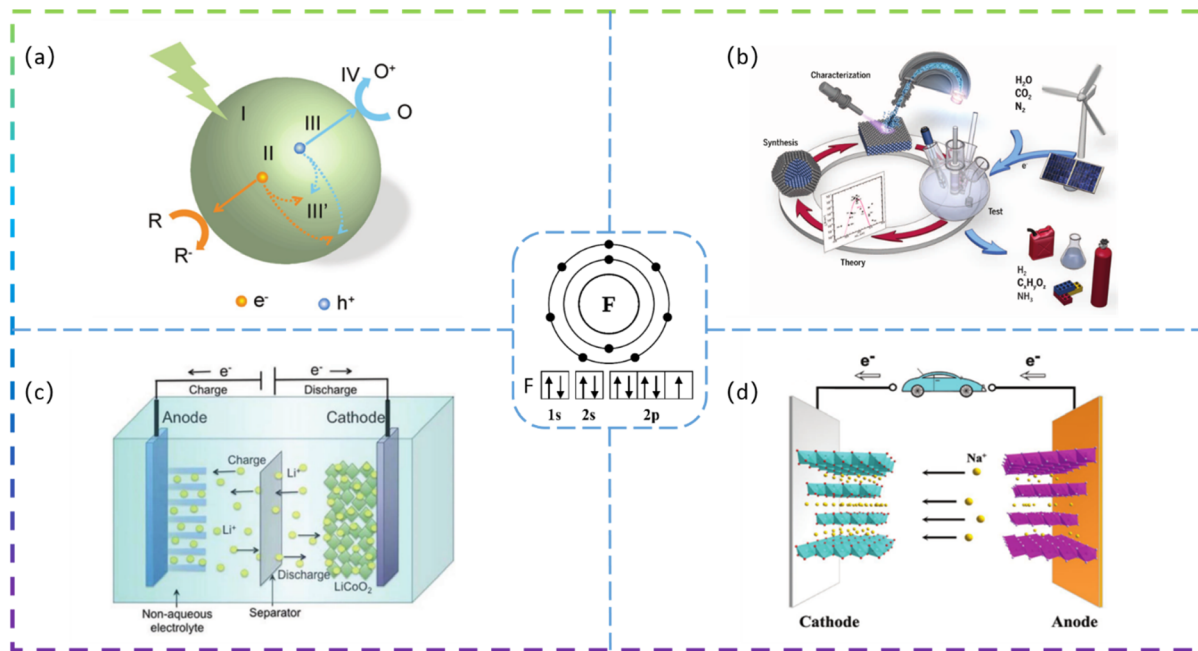 (a)
I
II
III
IV
O⁺
O
III'
R
R⁻
e⁻
h⁺
(b)
Characterization
Synthesis
Theory
Test
H₂O
CO₂
N₂
e⁻
H₂
CₓHᵧO𝓏
NH₃
F
F
1s 2s 2p
(c)
e⁻ e⁻
Charge Discharge
Anode Cathode
Charge
Li⁺
Li⁺
Discharge
LiCoO₂
Non-aqueous
electrolyte
Separator
(d)
e⁻ e⁻
Na⁺
Cathode Anode